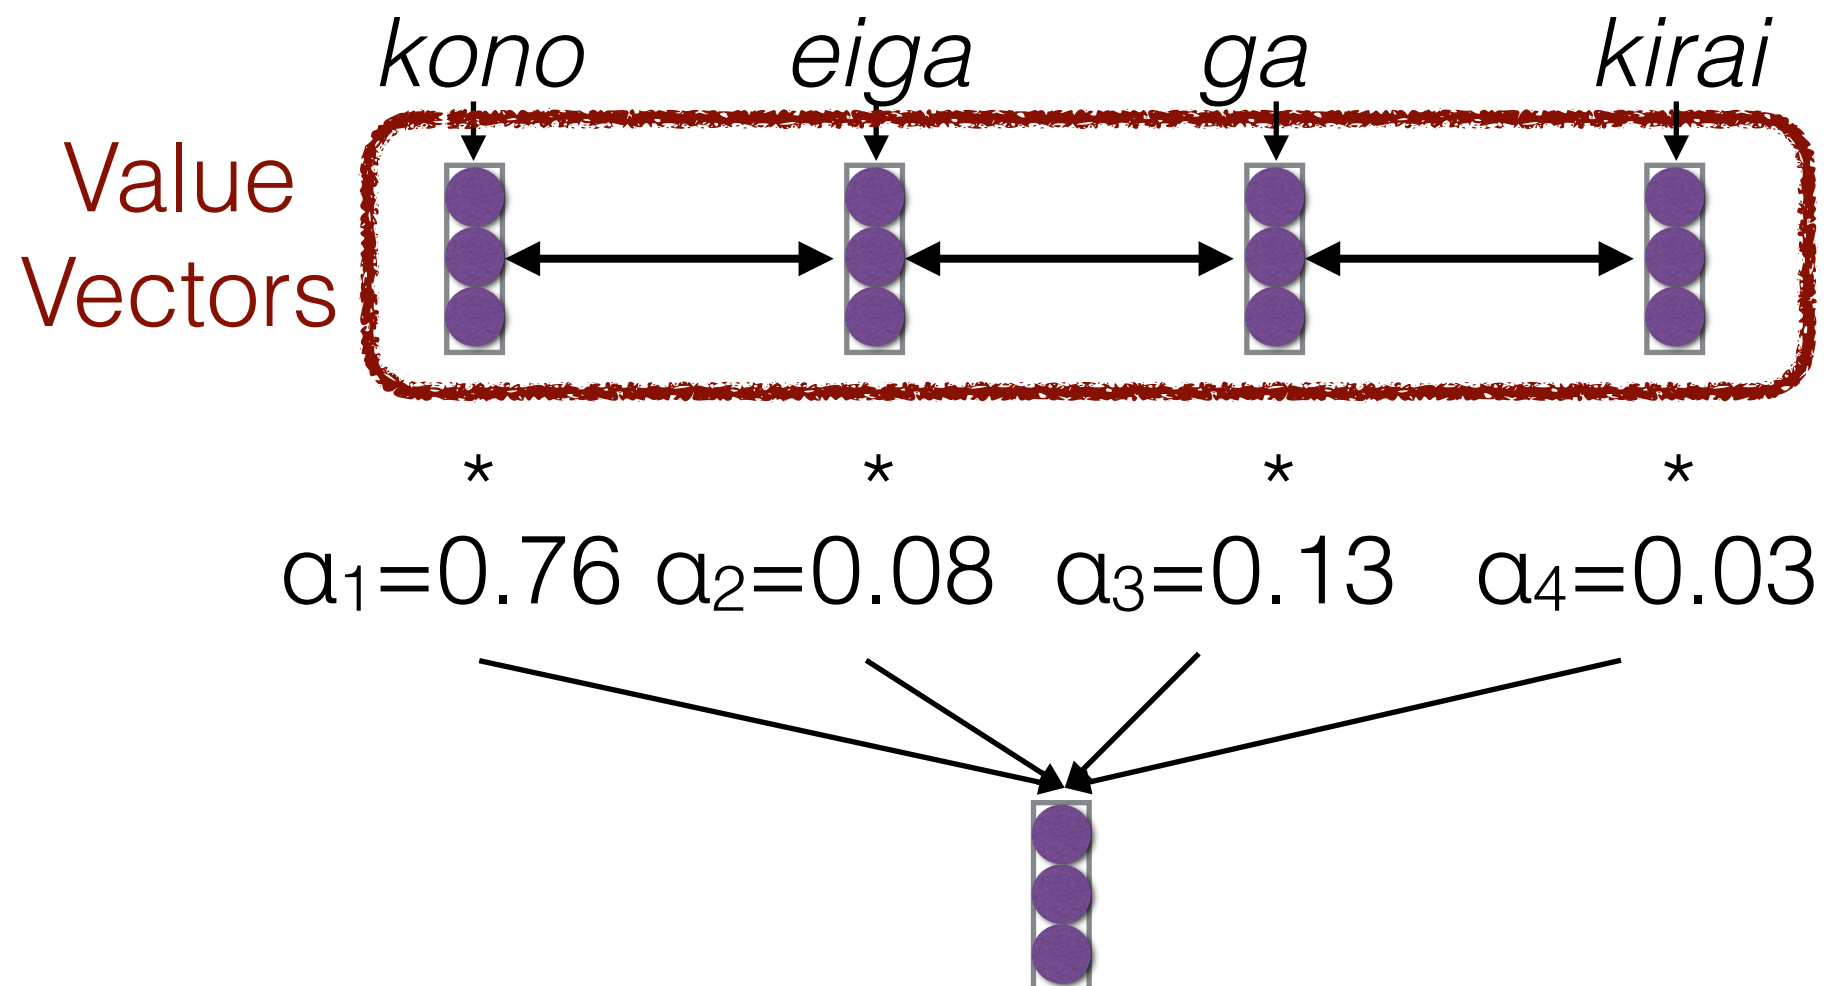 kono eiga ga kirai
Value
Vectors
* * * *
α₁=0.76 α₂=0.08 α₃=0.13 α₄=0.03